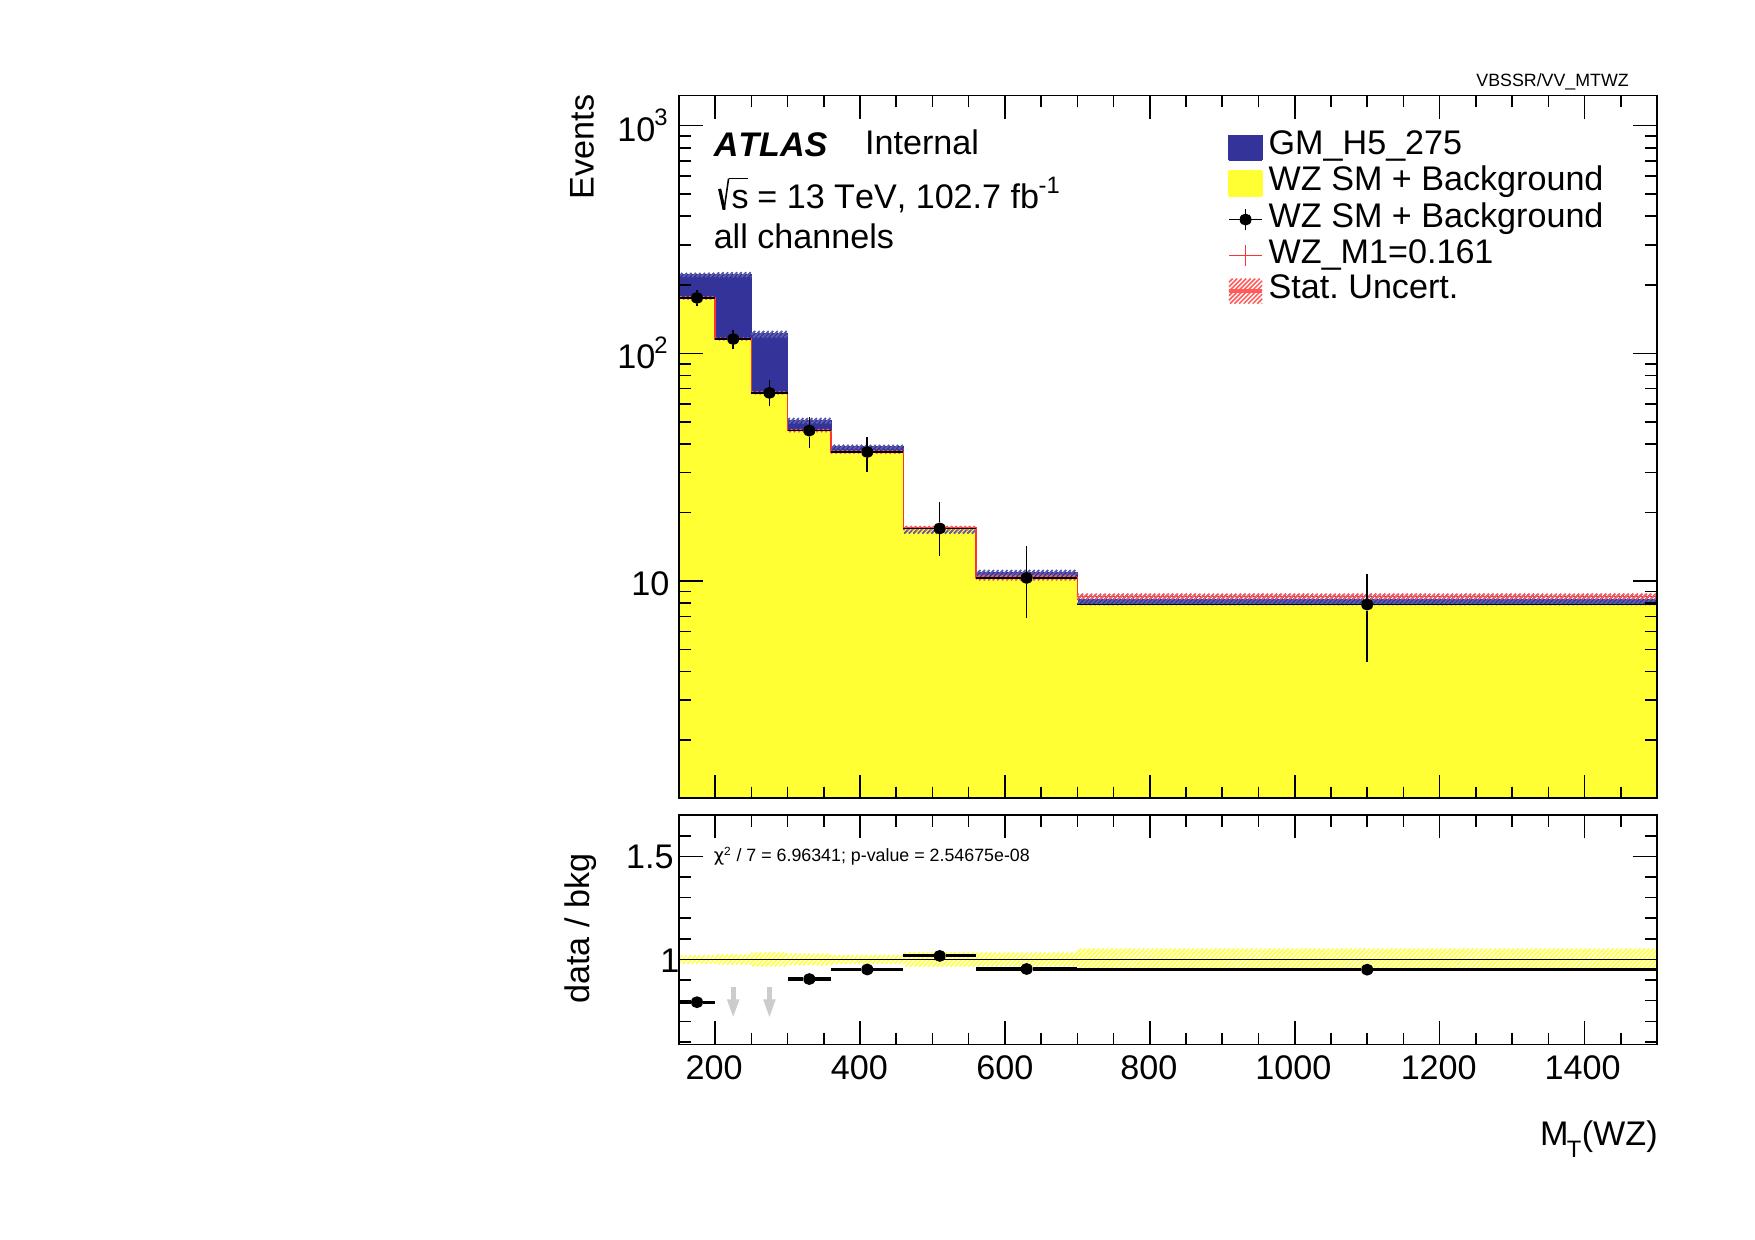 VBSSR/VV_MTWZ
Events
10³
10²
10
ATLAS Internal
√s = 13 TeV, 102.7 fb⁻¹
all channels
GM_H5_275
WZ SM + Background
WZ SM + Background
WZ_M1=0.161
Stat. Uncert.
data / bkg
1.5
1
χ² / 7 = 6.96341; p-value = 2.54675e-08
200 400 600 800 1000 1200 1400
M_T(WZ)